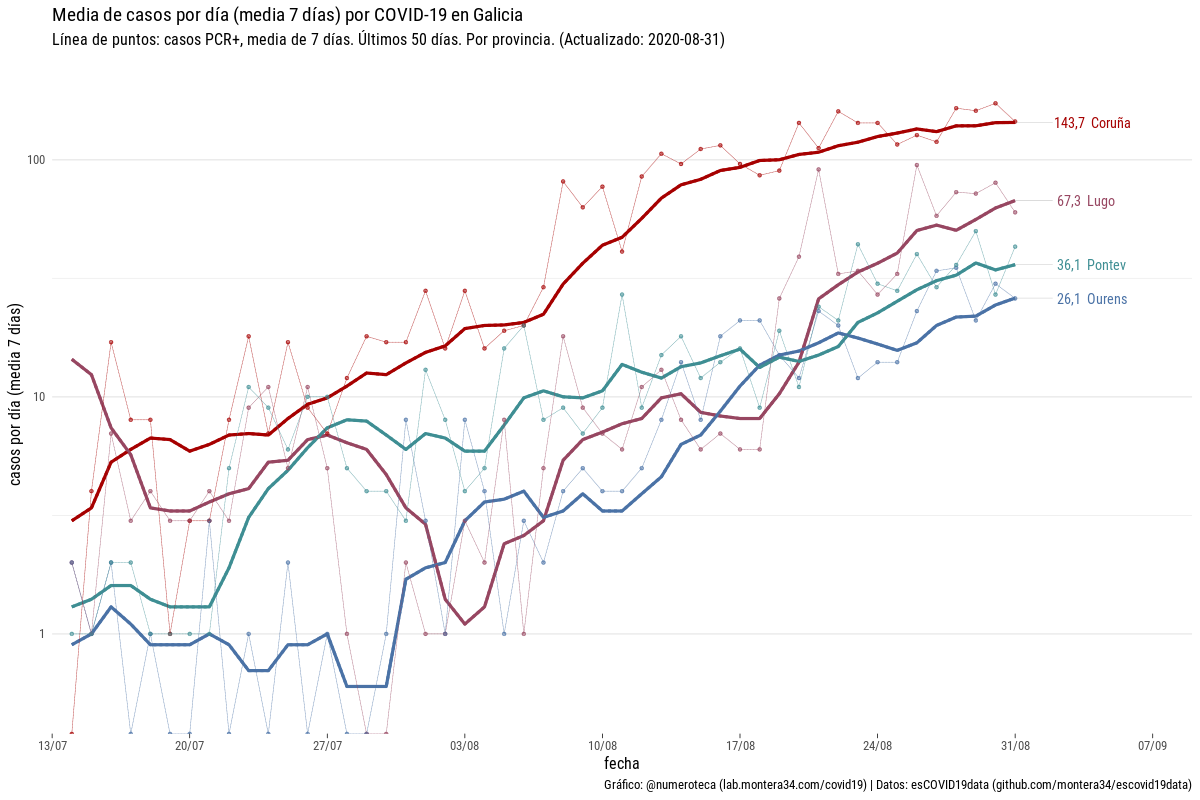 Media de casos por día (media 7 días) por COVID-19 en Galicia
Línea de puntos: casos PCR+, media de 7 días. Últimos 50 días. Por provincia. (Actualizado: 2020-08-31)
casos por día (media 7 días)
100
10
1
143,7 Coruña
67,3 Lugo
36,1 Pontev
26,1 Ourens
13/07 20/07 27/07 03/08 10/08 17/08 24/08 31/08 07/09
fecha
Gráfico: @numeroteca (lab.montera34.com/covid19) | Datos: esCOVID19data (github.com/montera34/escovid19data)